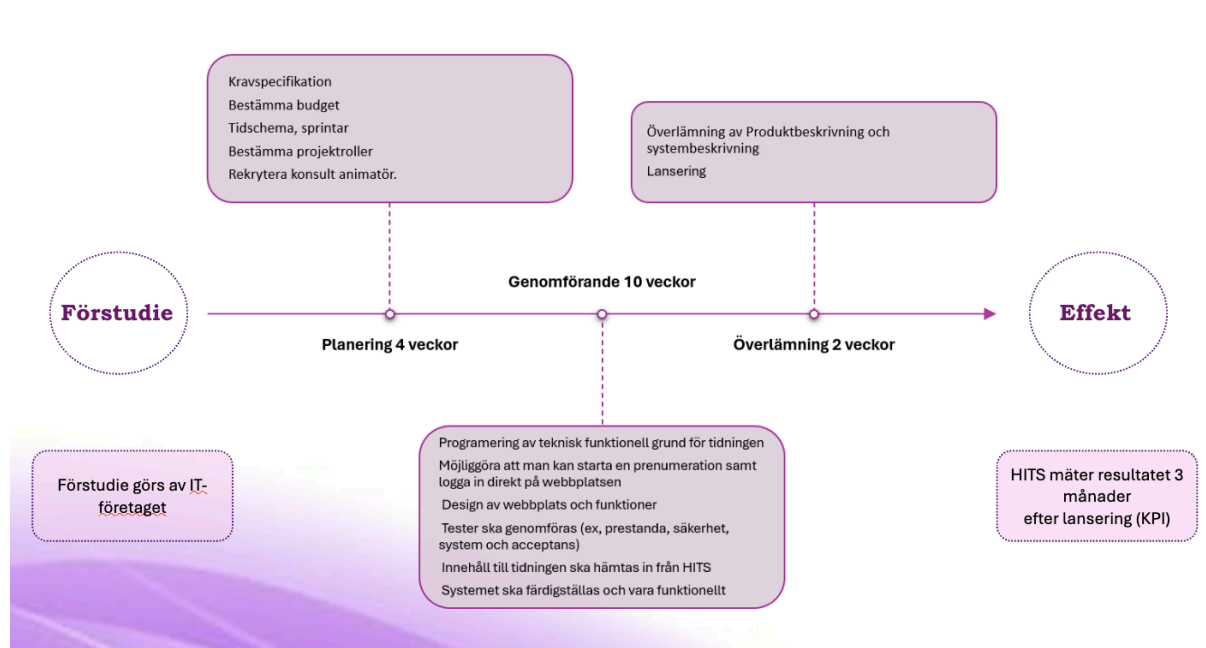 Kravspecifikation
Bestämma budget
Tidschema, sprintar
Bestämma projektroller
Rekrytera konsult animatör.
Överlämning av Produktbeskrivning och
systembeskrivning
Lansering
Genomförande 10 veckor
Förstudie
Effekt
Planering 4 veckor
Överlämning 2 veckor
Programering av teknisk funktionell grund för tidningen
Möjliggöra att man kan starta en prenumeration samt
logga in direkt på webbplatsen
Design av webbplats och funktioner
Tester ska genomföras (ex, prestanda, säkerhet,
system och acceptans)
Innehåll till tidningen ska hämtas in från HITS
Systemet ska färdigställas och vara funktionellt
Förstudie görs av IT-
företaget
HITS mäter resultatet 3
månader
efter lansering (KPI)